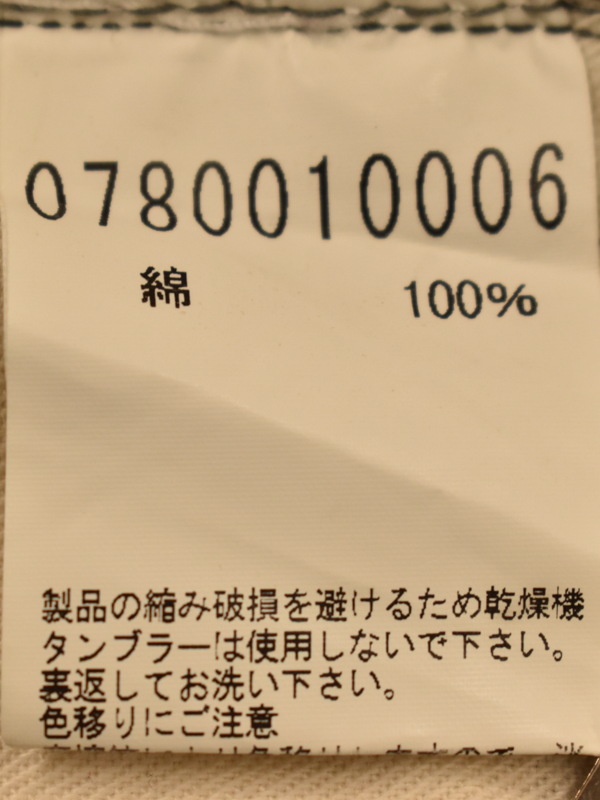 0780010006
綿 100%
製品の縮み破損を避けるため乾燥機
タンブラーは使用しないで下さい。
裏返してお洗い下さい。
色移りにご注意